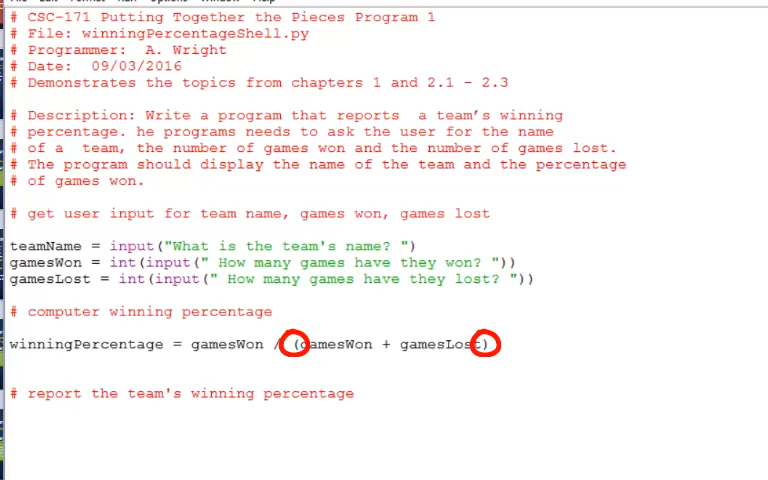 # CSC-171 Putting Together the Pieces Program 1
# File: winningPercentageShell.py
# Programmer:  A. Wright
# Date:  09/03/2016
# Demonstrates the topics from chapters 1 and 2.1 - 2.3
# Description: Write a program that reports  a team’s winning
# percentage. he programs needs to ask the user for the name
# of a  team, the number of games won and the number of games lost.
# The program should display the name of the team and the percentage
# of games won.
# get user input for team name, games won, games lost
teamName = input("What is the team's name? ")
gamesWon = int(input(" How many games have they won? "))
gamesLost = int(input(" How many games have they lost? "))
# computer winning percentage
winningPercentage = gamesWon / (gamesWon + gamesLost)
# report the team's winning percentage